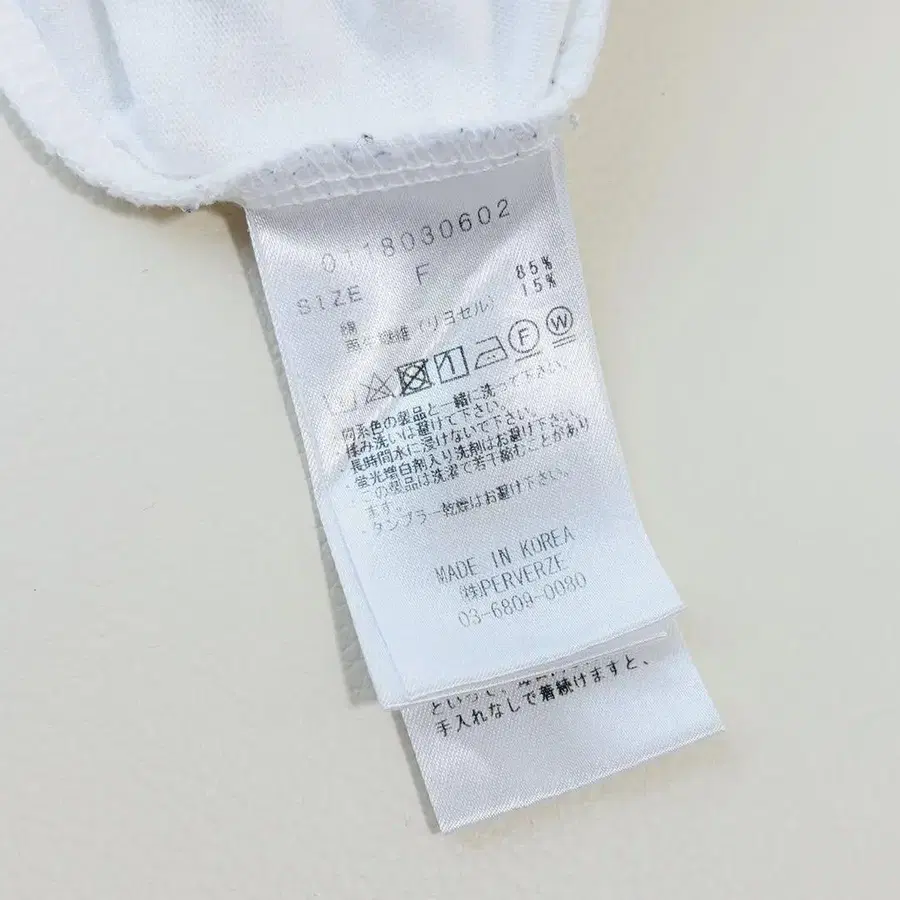 0118030602
SIZE F
綿 85%
再生繊維(リヨセル) 15%
F W
・同系色の製品と一緒に洗って下さい。
・揉み洗いは避けて下さい。
・長時間水に浸けないで下さい。
・蛍光増白剤入り洗剤はお避け下さい。
・この製品は洗濯で若干縮むことがあり
ます。
・タンブラー乾燥はお避け下さい。
MADE IN KOREA
㈱PERVERZE
03-6809-0080
といって、
手入れなしで着続けますと、